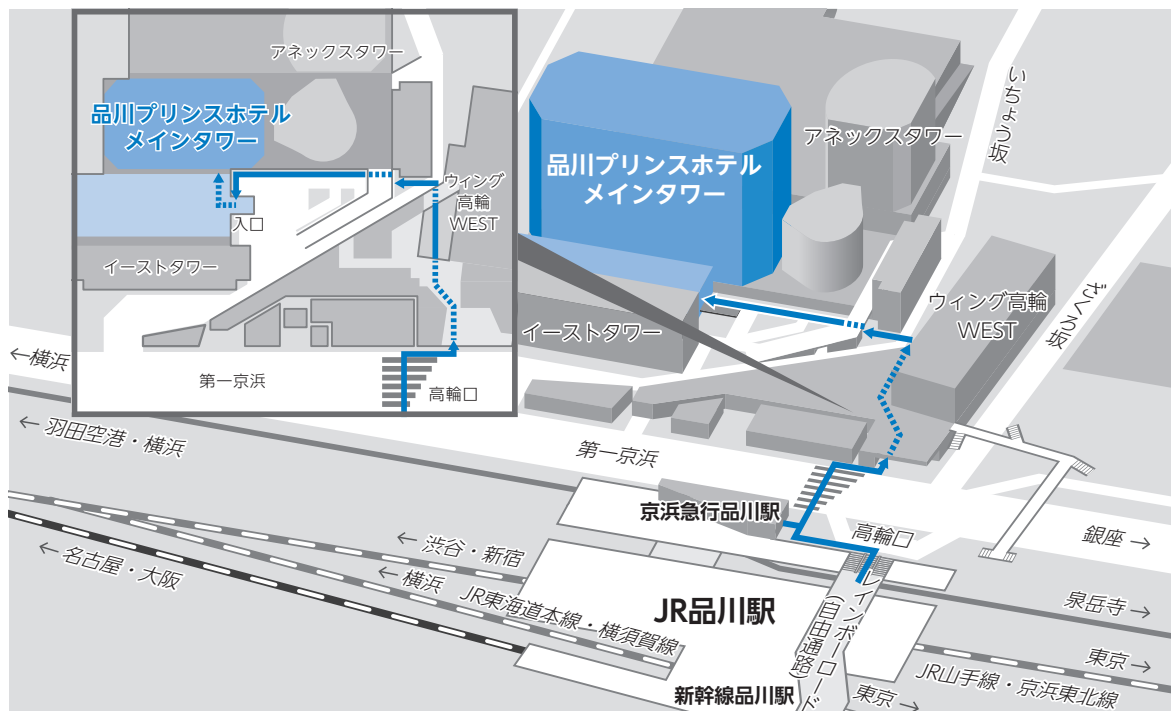 アネックスタワー
品川プリンスホテル
メインタワー
ウィング
高輪
WEST
入口
イーストタワー
第一京浜
高輪口
いちょう坂
アネックスタワー
品川プリンスホテル
メインタワー
ざくろ坂
ウィング高輪
WEST
イーストタワー
←横浜
← 羽田空港・横浜
第一京浜
京浜急行品川駅
高輪口
銀座 →
← 渋谷・新宿
← 横浜
← 名古屋・大阪
JR東海道本線・横須賀線
JR品川駅
レインボーロード
(自由通路)
泉岳寺 →
東京 →
JR山手線・京浜東北線
新幹線品川駅
東京 →